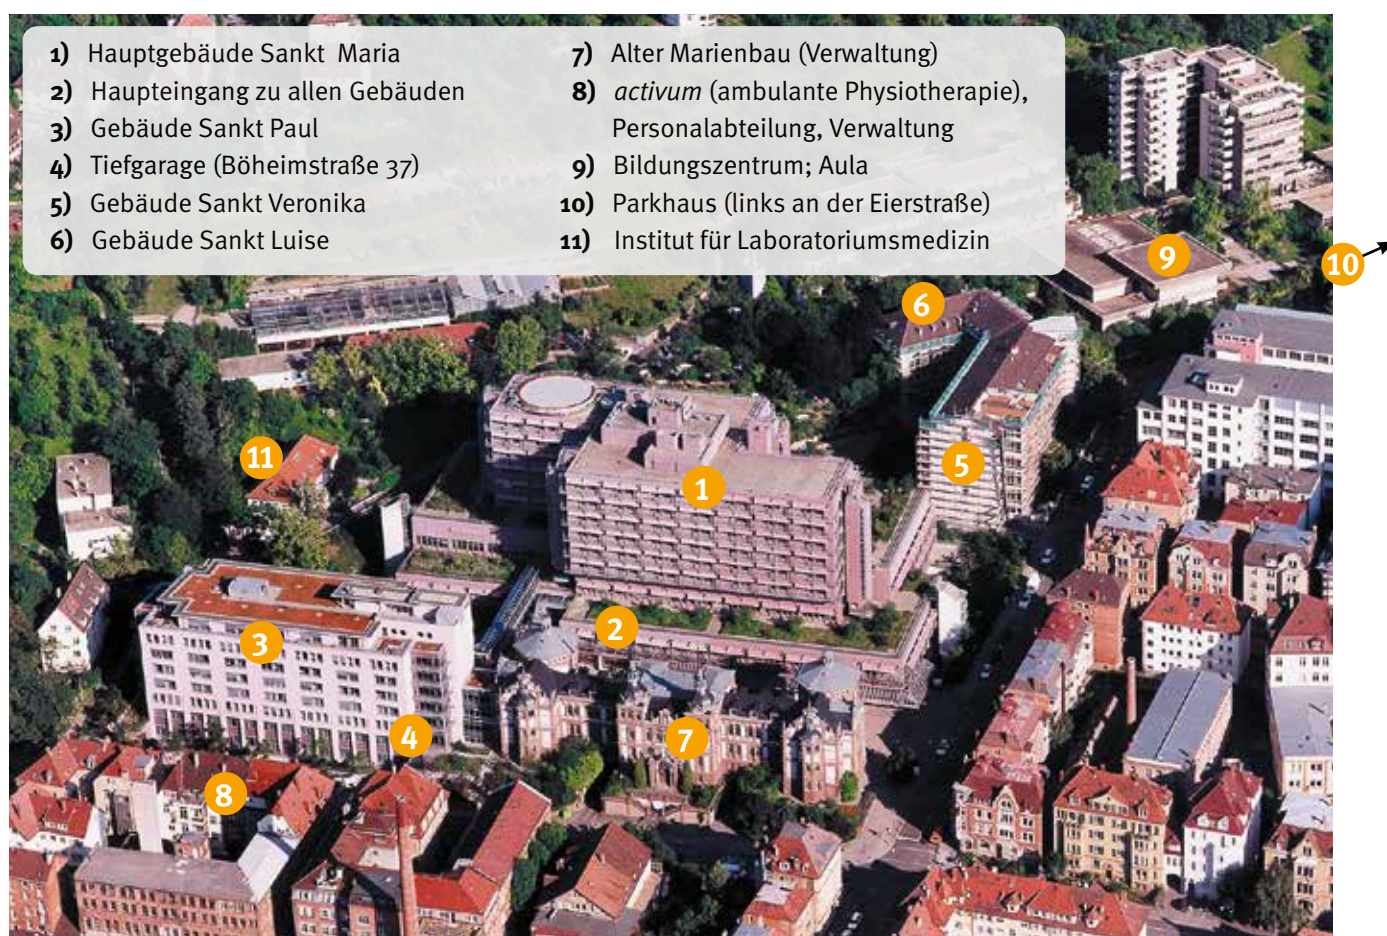 1) Hauptgebäude Sankt Maria
2) Haupteingang zu allen Gebäuden
3) Gebäude Sankt Paul
4) Tiefgarage (Böheimstraße 37)
5) Gebäude Sankt Veronika
6) Gebäude Sankt Luise
7) Alter Marienbau (Verwaltung)
8) activum (ambulante Physiotherapie),
Personalabteilung, Verwaltung
9) Bildungszentrum; Aula
10) Parkhaus (links an der Eierstraße)
11) Institut für Laboratoriumsmedizin
9
10
6
11
5
1
2
3
4
7
8